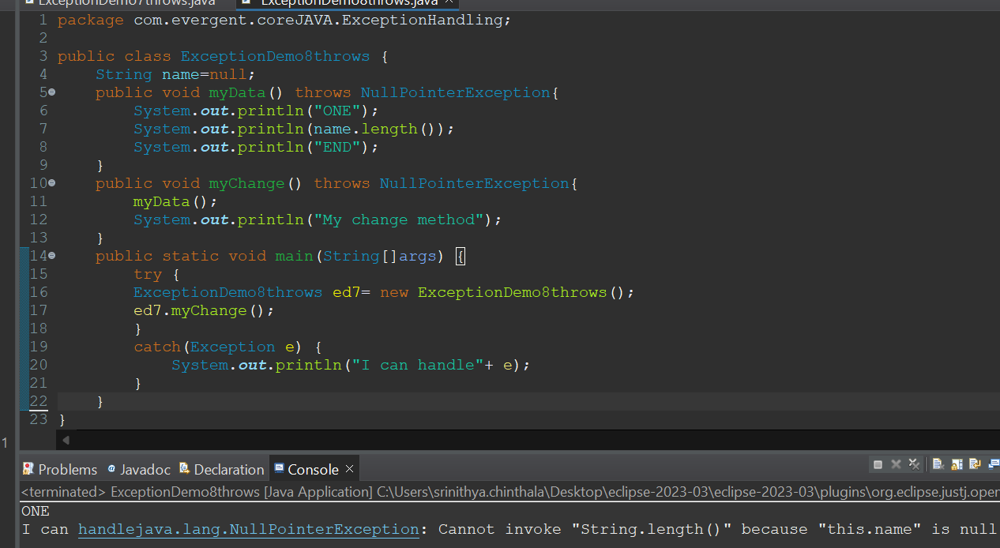 ExceptionDemo7throws.java ExceptionDemo8throws.java
1 package com.evergent.coreJAVA.ExceptionHandling;
2
3 public class ExceptionDemo8throws {
4 String name=null;
5 public void myData() throws NullPointerException{
6 System.out.println("ONE");
7 System.out.println(name.length());
8 System.out.println("END");
9 }
10 public void myChange() throws NullPointerException{
11 myData();
12 System.out.println("My change method");
13 }
14 public static void main(String[]args) {
15 try {
16 ExceptionDemo8throws ed7= new ExceptionDemo8throws();
17 ed7.myChange();
18 }
19 catch(Exception e) {
20 System.out.println("I can handle"+ e);
21 }
22 }
23 }
1
Problems @ Javadoc Declaration Console
<terminated> ExceptionDemo8throws [Java Application] C:\Users\srinithya.chinthala\Desktop\eclipse-2023-03\eclipse-2023-03\plugins\org.eclipse.justj.open
ONE
I can handlejava.lang.NullPointerException: Cannot invoke "String.length()" because "this.name" is null